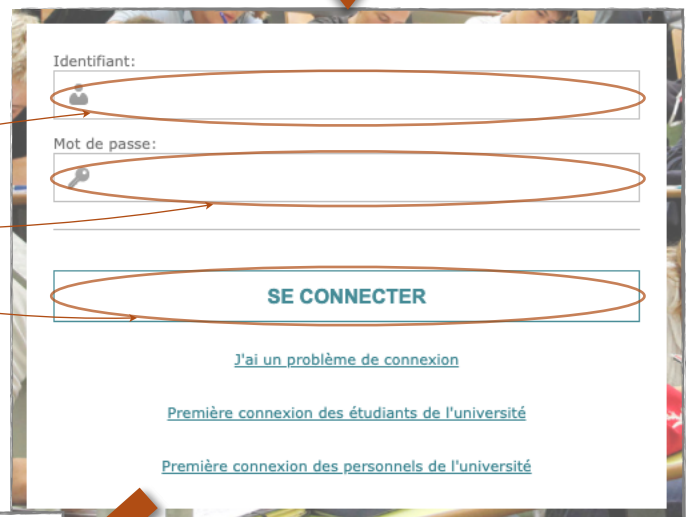 Identifiant:
Mot de passe:
SE CONNECTER
J'ai un problème de connexion
Première connexion des étudiants de l'université
Première connexion des personnels de l'université